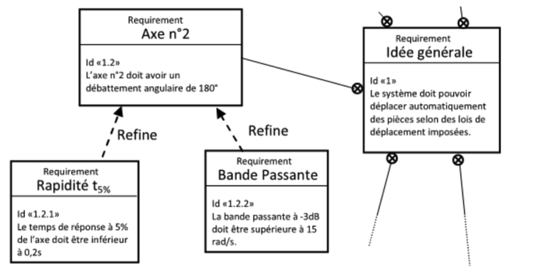 Requirement
Axe n°2
Id «1.2»
L'axe n°2 doit avoir un
débattement angulaire de 180°
Requirement
Idée générale
Id «1»
Le système doit pouvoir
déplacer automatiquement
des pièces selon des lois de
déplacement imposées.
Refine
Refine
Requirement
Rapidité t5%
Id «1.2.1»
Le temps de réponse à 5%
de l'axe doit être inférieur
à 0,2s
Requirement
Bande Passante
Id «1.2.2»
La bande passante à -3dB
doit être supérieure à 15
rad/s.